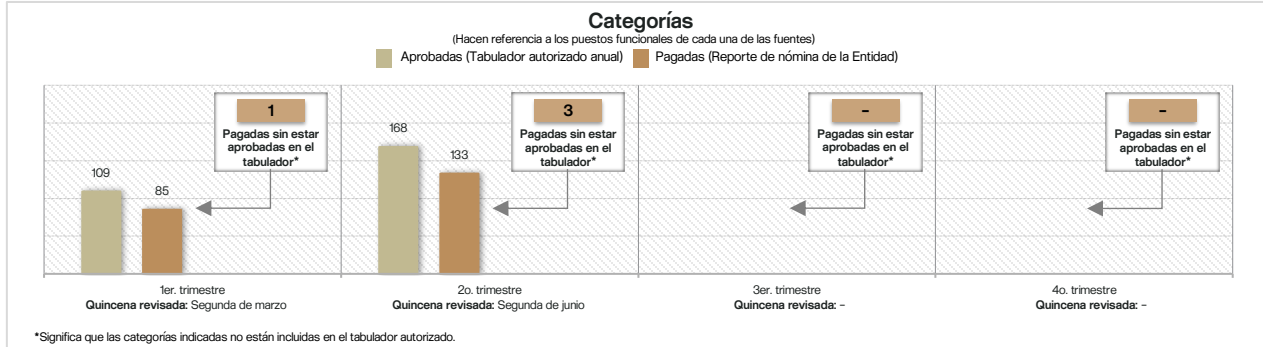 Categorías
(Hacen referencia a los puestos funcionales de cada una de las fuentes)
Aprobadas (Tabulador autorizado anual) Pagadas (Reporte de nómina de la Entidad)
1
Pagadas sin estar
aprobadas en el
tabulador*
109
85
3
Pagadas sin estar
aprobadas en el
tabulador*
168
133
–
Pagadas sin estar
aprobadas en el
tabulador*
–
Pagadas sin estar
aprobadas en el
tabulador*
1er. trimestre
Quincena revisada: Segunda de marzo
2o. trimestre
Quincena revisada: Segunda de junio
3er. trimestre
Quincena revisada: –
4o. trimestre
Quincena revisada: –
*Significa que las categorías indicadas no están incluidas en el tabulador autorizado.